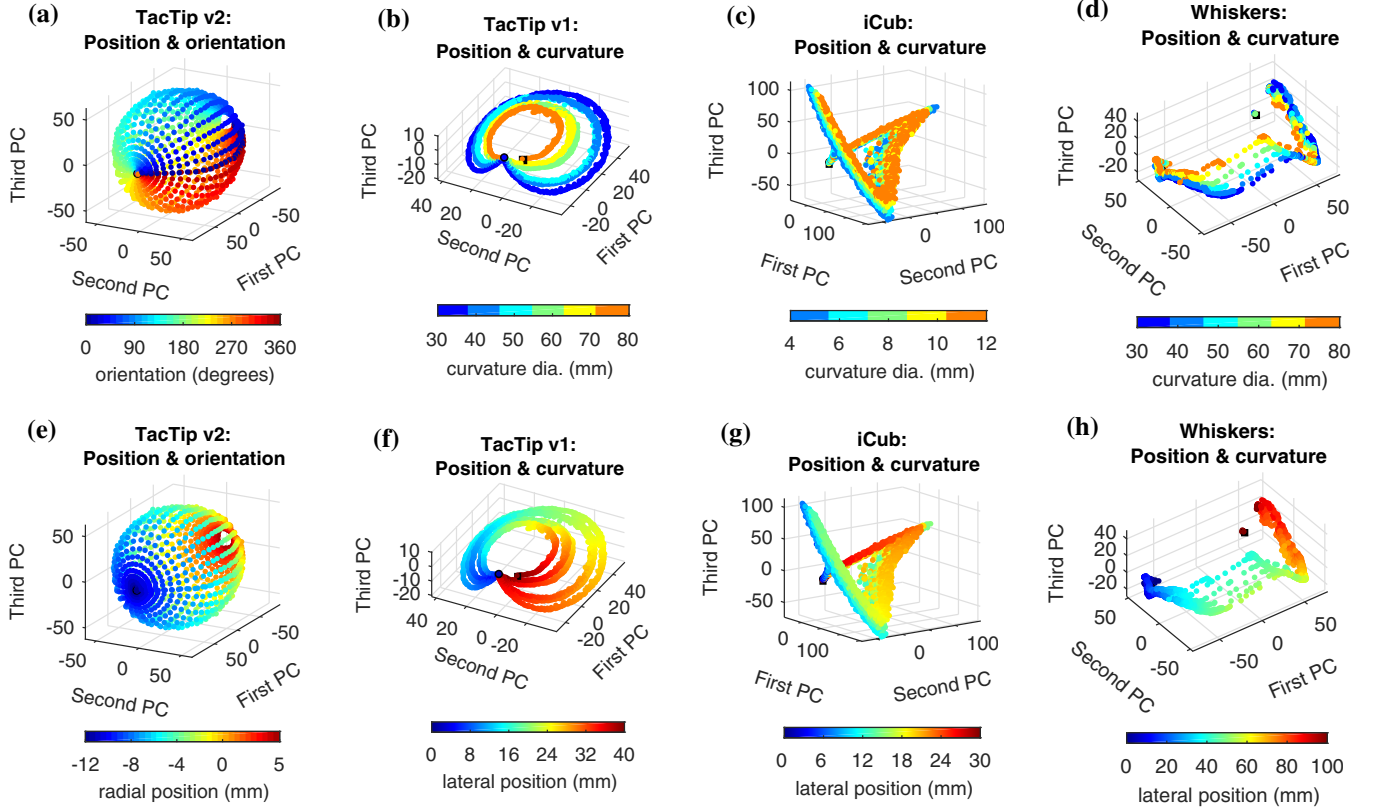 (a)
TacTip v2:
Position & orientation
Third PC
50
0
-50
-50
0
50
Second PC
50
0
-50
First PC
0
90
180
270
360
orientation (degrees)
(b)
TacTip v1:
Position & curvature
Third PC
10
0
-10
-20
40
20
0
-20
Second PC
-20
0
20
40
First PC
30
40
50
60
70
80
curvature dia. (mm)
(c)
iCub:
Position & curvature
Third PC
100
50
0
-50
0
100
First PC
0
100
Second PC
4
6
8
10
12
curvature dia. (mm)
(d)
Whiskers:
Position & curvature
Third PC
40
20
0
-20
50
0
-50
Second PC
-50
0
50
First PC
30
40
50
60
70
80
curvature dia. (mm)
(e)
TacTip v2:
Position & orientation
Third PC
50
0
-50
-50
0
50
Second PC
50
0
-50
First PC
-12
-8
-4
0
5
radial position (mm)
(f)
TacTip v1:
Position & curvature
Third PC
10
0
-10
-20
40
20
0
-20
Second PC
-20
0
20
40
First PC
0
8
16
24
32
40
lateral position (mm)
(g)
iCub:
Position & curvature
Third PC
100
50
0
-50
0
100
First PC
0
100
Second PC
0
6
12
18
24
30
lateral position (mm)
(h)
Whiskers:
Position & curvature
Third PC
40
20
0
-20
50
0
-50
Second PC
-50
0
50
First PC
0
20
40
60
80
100
lateral position (mm)